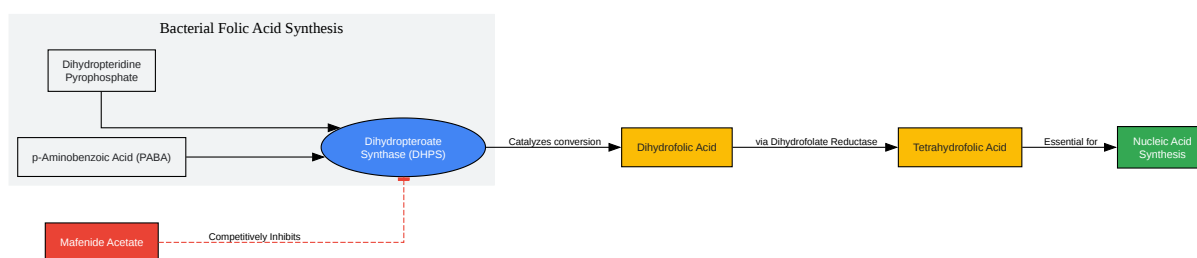 Bacterial Folic Acid Synthesis
Dihydropteridine
Pyrophosphate
p-Aminobenzoic Acid (PABA)
Dihydropteroate
Synthase (DHPS)
Catalyzes conversion
Dihydrofolic Acid
via Dihydrofolate Reductase
Tetrahydrofolic Acid
Essential for
Nucleic Acid
Synthesis
Mafenide Acetate
Competitively Inhibits